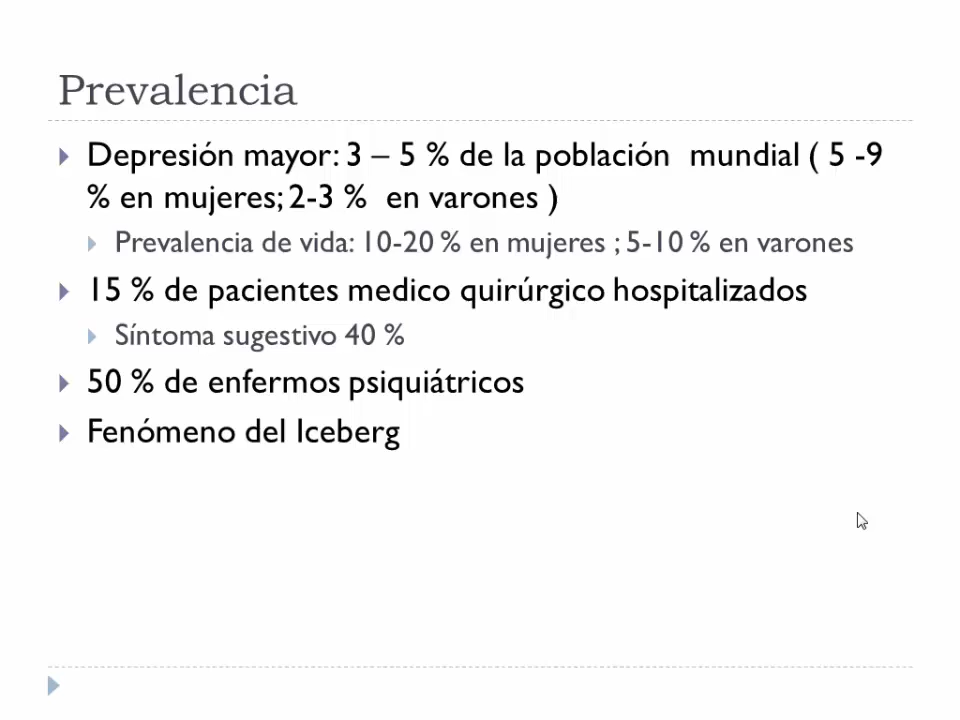 Prevalencia
Depresión mayor: 3 – 5 % de la población mundial ( 5 -9
% en mujeres; 2-3 % en varones )
Prevalencia de vida: 10-20 % en mujeres ; 5-10 % en varones
15 % de pacientes medico quirúrgico hospitalizados
Síntoma sugestivo 40 %
50 % de enfermos psiquiátricos
Fenómeno del Iceberg